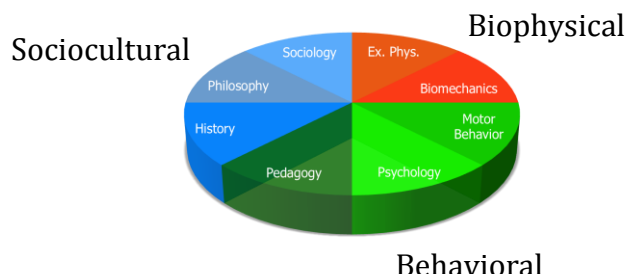 Biophysical
Sociocultural
Sociology
Ex. Phys.
Philosophy
Biomechanics
History
Motor
Behavior
Pedagogy
Psychology
Behavioral